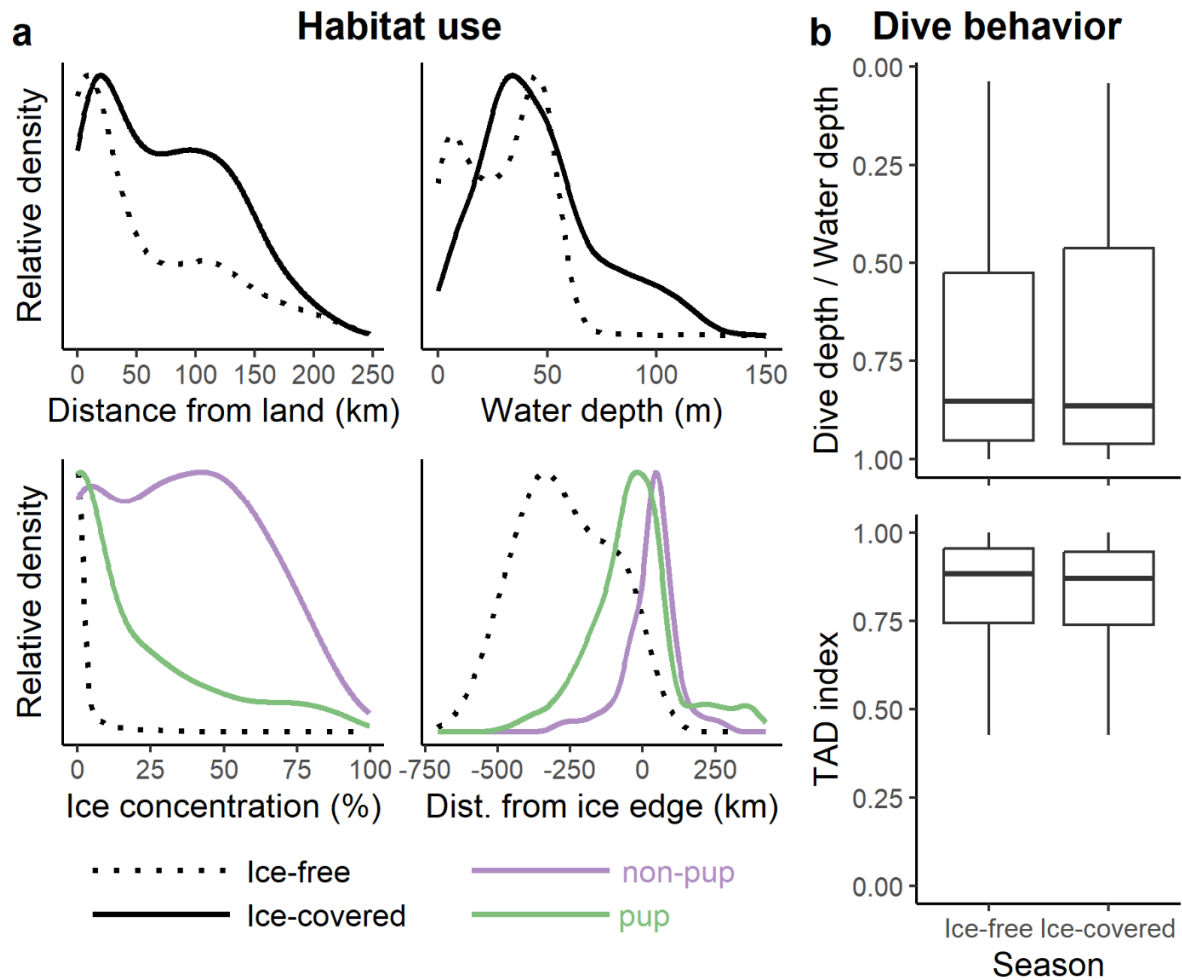 a
Habitat use
b
Dive behavior
Relative density
0 50 100 150 200 250
Distance from land (km)
0 50 100 150
Water depth (m)
Relative density
0 25 50 75 100
Ice concentration (%)
-750 -500 -250 0 250
Dist. from ice edge (km)
Ice-free
Ice-covered
non-pup
pup
0.00
0.25
0.50
0.75
1.00
Dive depth / Water depth
1.00
0.75
0.50
0.25
0.00
TAD index
Ice-free Ice-covered
Season